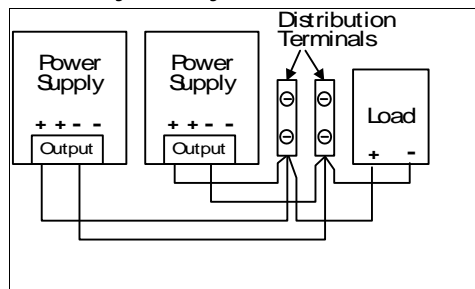 Distribution
Terminals
Power
Supply
+ + - -
Output
Power
Supply
+ + - -
Output
Load
+ -